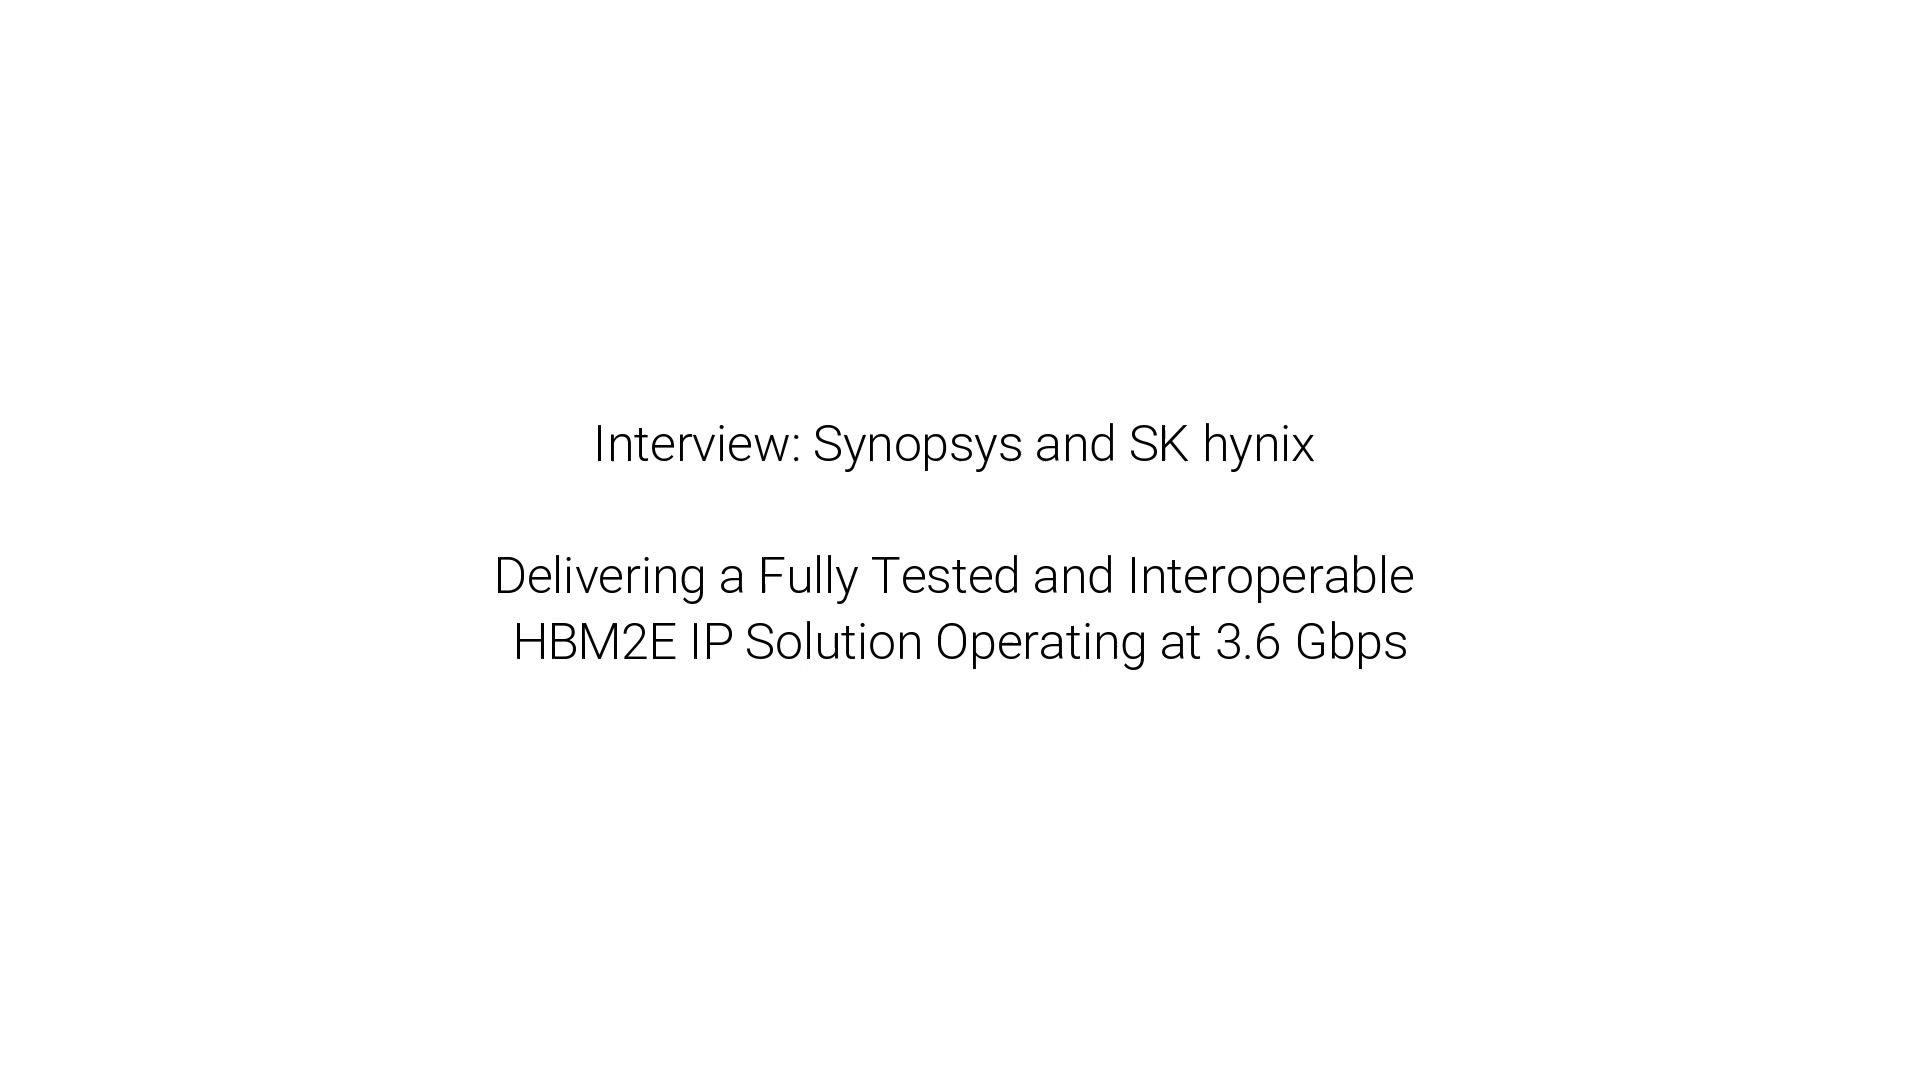 Interview: Synopsys and SK hynix
Delivering a Fully Tested and Interoperable
HBM2E IP Solution Operating at 3.6 Gbps